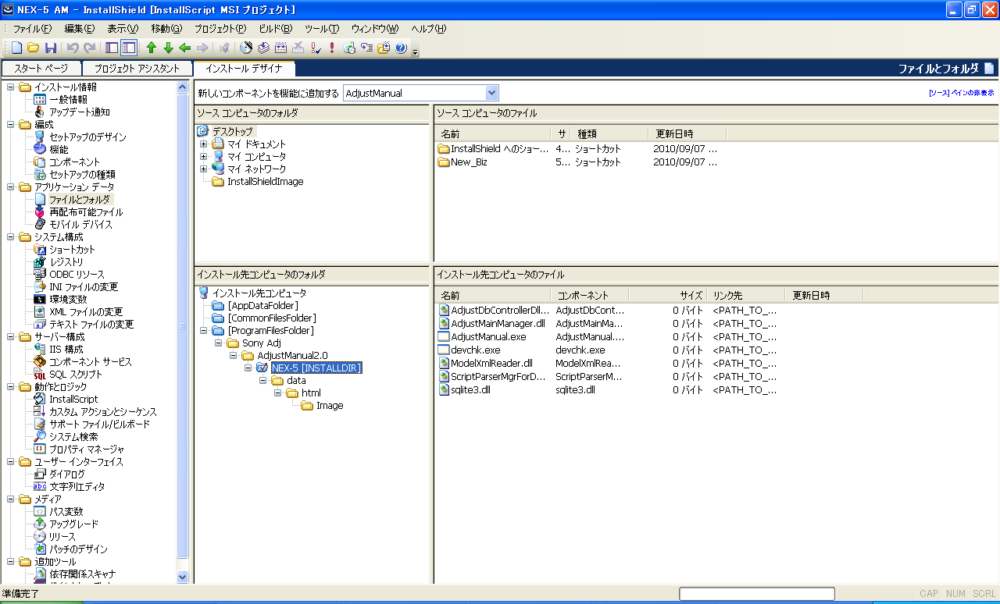 NEX-5 AM - InstallShield [InstallScript MSI プロジェクト]
ファイル(F) 編集(E) 表示(V) 移動(G) プロジェクト(P) ビルド(B) ツール(T) ウィンドウ(W) ヘルプ(H)
スタート ページ プロジェクト アシスタント インストール デザイナ ファイルとフォルダ
インストール情報
一般情報
アップデート通知
編成
セットアップのデザイン
機能
コンポーネント
セットアップの種類
アプリケーション データ
ファイルとフォルダ
再配布可能ファイル
モバイル デバイス
システム構成
ショートカット
レジストリ
ODBC リソース
INI ファイルの変更
環境変数
XML ファイルの変更
テキスト ファイルの変更
サーバー構成
IIS 構成
コンポーネント サービス
SQL スクリプト
動作とロジック
InstallScript
カスタム アクションとシーケンス
サポート ファイル/ビルボード
システム検索
プロパティ マネージャ
ユーザー インターフェイス
ダイアログ
文字列エディタ
メディア
パス変数
アップグレード
リリース
パッチのデザイン
追加ツール
依存関係スキャナ
新しいコンポーネントを機能に追加する AdjustManual [ソース] ペインの非表示
ソース コンピュータのフォルダ
デスクトップ
マイ ドキュメント
マイ コンピュータ
マイ ネットワーク
InstallShieldImage
ソース コンピュータのファイル
名前 サ 種類 更新日時
InstallShield へのショー... 4... ショートカット 2010/09/07 ...
New_Biz 5... ショートカット 2010/09/07 ...
インストール先コンピュータのフォルダ
インストール先コンピュータ
[AppDataFolder]
[CommonFilesFolder]
[ProgramFilesFolder]
Sony Adj
AdjustManual2.0
NEX-5 [INSTALLDIR]
data
html
Image
インストール先コンピュータのファイル
名前 コンポーネント サイズ リンク先 更新日時
AdjustDbControllerDll... AdjustDbCont... 0 バイト <PATH_TO_...
AdjustMainManager.dll AdjustMainMa... 0 バイト <PATH_TO_...
AdjustManual.exe AdjustManual.... 0 バイト <PATH_TO_...
devchk.exe devchk.exe 0 バイト <PATH_TO_...
ModelXmlReader.dll ModelXmlRea... 0 バイト <PATH_TO_...
ScriptParserMgrForD... ScriptParserM... 0 バイト <PATH_TO_...
sqlite3.dll sqlite3.dll 0 バイト <PATH_TO_...
準備完了 CAP NUM SCRL